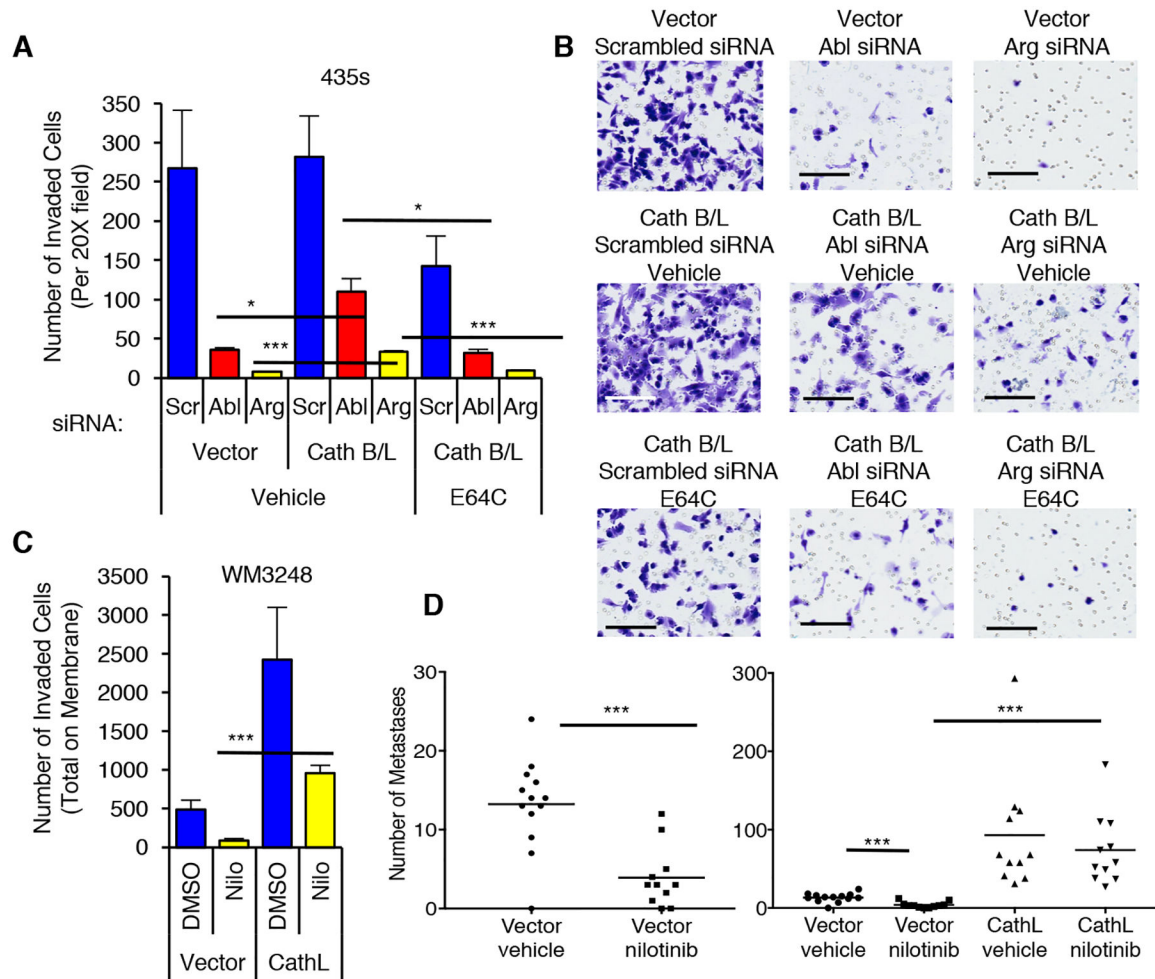 A
435s
Number of Invaded Cells
(Per 20X field)
350
300
250
200
150
100
50
0
*
*
***
***
siRNA:
Scr Abl Arg Scr Abl Arg Scr Abl Arg
Vector Cath B/L Cath B/L
Vehicle E64C
B
Vector
Scrambled siRNA
Vector
Abl siRNA
Vector
Arg siRNA
Cath B/L
Scrambled siRNA
Vehicle
Cath B/L
Abl siRNA
Vehicle
Cath B/L
Arg siRNA
Vehicle
Cath B/L
Scrambled siRNA
E64C
Cath B/L
Abl siRNA
E64C
Cath B/L
Arg siRNA
E64C
C
WM3248
Number of Invaded Cells
(Total on Membrane)
3500
3000
2500
2000
1500
1000
500
0
***
DMSO Nilo DMSO Nilo
Vector CathL
D
Number of Metastases
30
20
10
0
***
Vector
vehicle
Vector
nilotinib
300
200
100
0
***
***
Vector
vehicle
Vector
nilotinib
CathL
vehicle
CathL
nilotinib